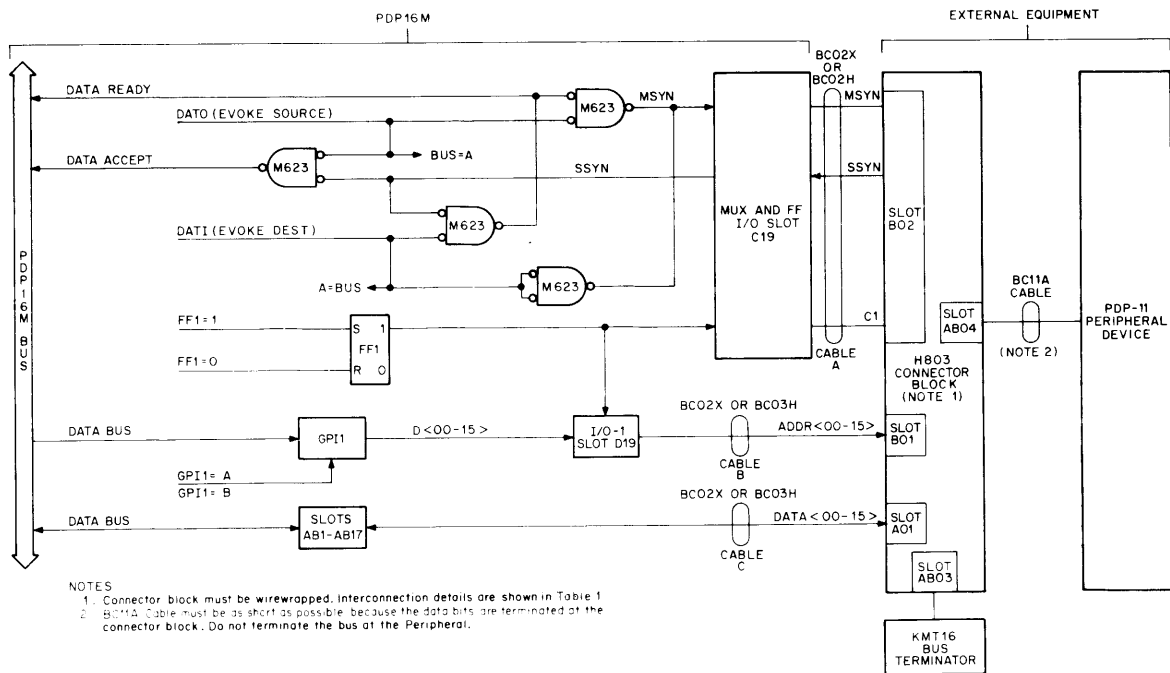 PDP16M
EXTERNAL EQUIPMENT
BC02X
OR
BC02H
DATA READY
M623
MSYN
MSYN
DATO (EVOKE SOURCE)
DATA ACCEPT
M623
BUS=A
SSYN
SSYN
MUX AND FF
I/O SLOT
C19
SLOT
B02
M623
DATI (EVOKE DEST)
A=BUS
M623
PDP16M BUS
BC11A
CABLE
(NOTE 2)
PDP-11
PERIPHERAL
DEVICE
FF1=1
S 1
FF1
R 0
FF1=0
C1
CABLE
A
SLOT
AB04
H803
CONNECTOR
BLOCK
(NOTE 1)
DATA BUS
GPI1
D<00-15>
I/O-1
SLOT D19
BC02X OR BC03H
ADDR<00-15>
SLOT
B01
GPI1= A
GPI1= B
CABLE
B
BC02X OR BC03H
DATA BUS
SLOTS
AB1-AB17
DATA<00-15>
SLOT
A01
CABLE
C
SLOT
AB03
NOTES
1. Connector block must be wirewrapped. Interconnection details are shown in Table 1
2. BC11A Cable must be as short as possible because the data bits are terminated at the
connector block. Do not terminate the bus at the Peripheral.
KMT16
BUS
TERMINATOR